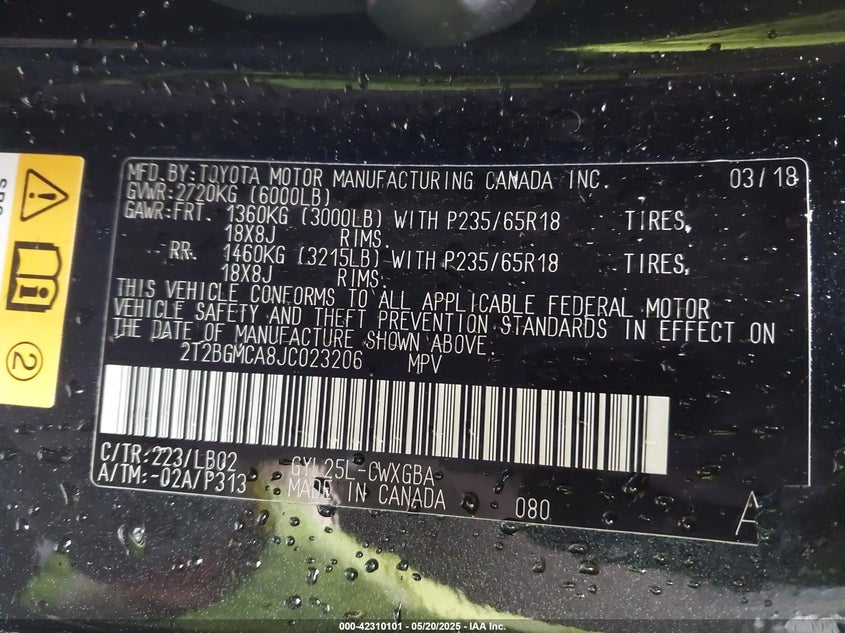 MFD.BY:TOYOTA MOTOR MANUFACTURING CANADA INC. 03/18
GVWR:2720KG (6000LB)
GAWR:FRT. 1360KG (3000LB) WITH P235/65R18 TIRES,
18X8J RIMS.
RR. 1460KG (3215LB) WITH P235/65R18 TIRES,
18X8J RIMS.
THIS VEHICLE CONFORMS TO ALL APPLICABLE FEDERAL MOTOR
VEHICLE SAFETY AND THEFT PREVENTION STANDARDS IN EFFECT ON
THE DATE OF MANUFACTURE SHOWN ABOVE.
2T2BGMCA8JC023206 MPV
C/TR:223/LB02 GYL25L-CWXGBA
A/TM:-02A/P313 MADE IN CANADA 080 A
2
000-42310101 - 05/20/2025 - IAA Inc.